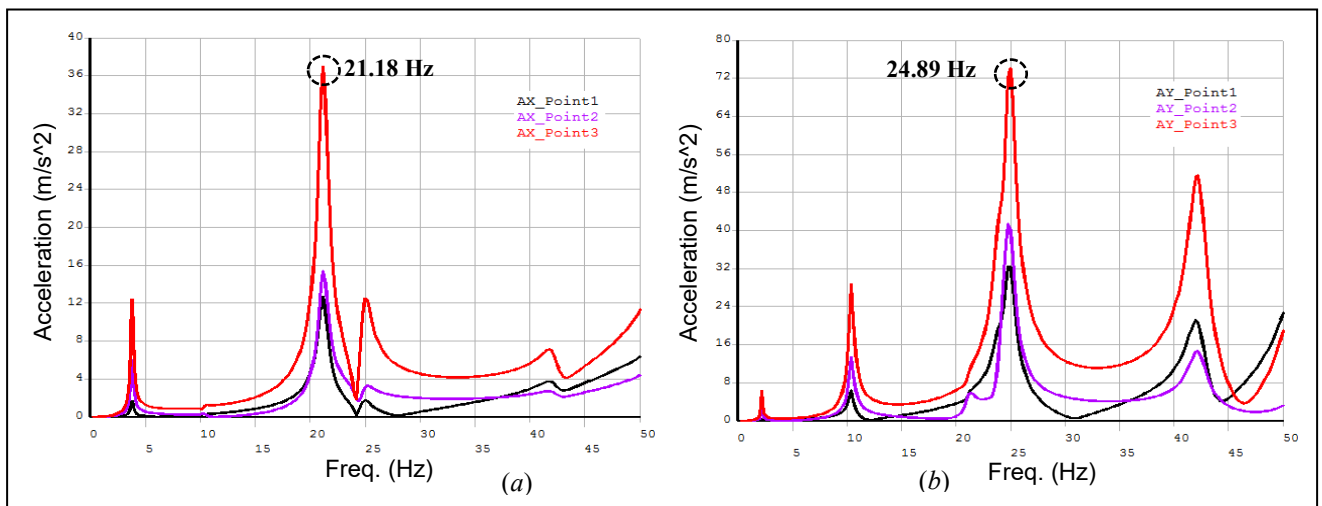 40
36
32
28
24
20
16
12
8
4
0
Acceleration (m/s^2)
21.18 Hz
AX_Point1
AX_Point2
AX_Point3
0 10 20 30 40 50
5 15 25 35 45
Freq. (Hz)
(a)
80
72
64
56
48
40
32
24
16
8
0
Acceleration (m/s^2)
24.89 Hz
AY_Point1
AY_Point2
AY_Point3
0 10 20 30 40 50
5 15 25 35 45
Freq. (Hz)
(b)